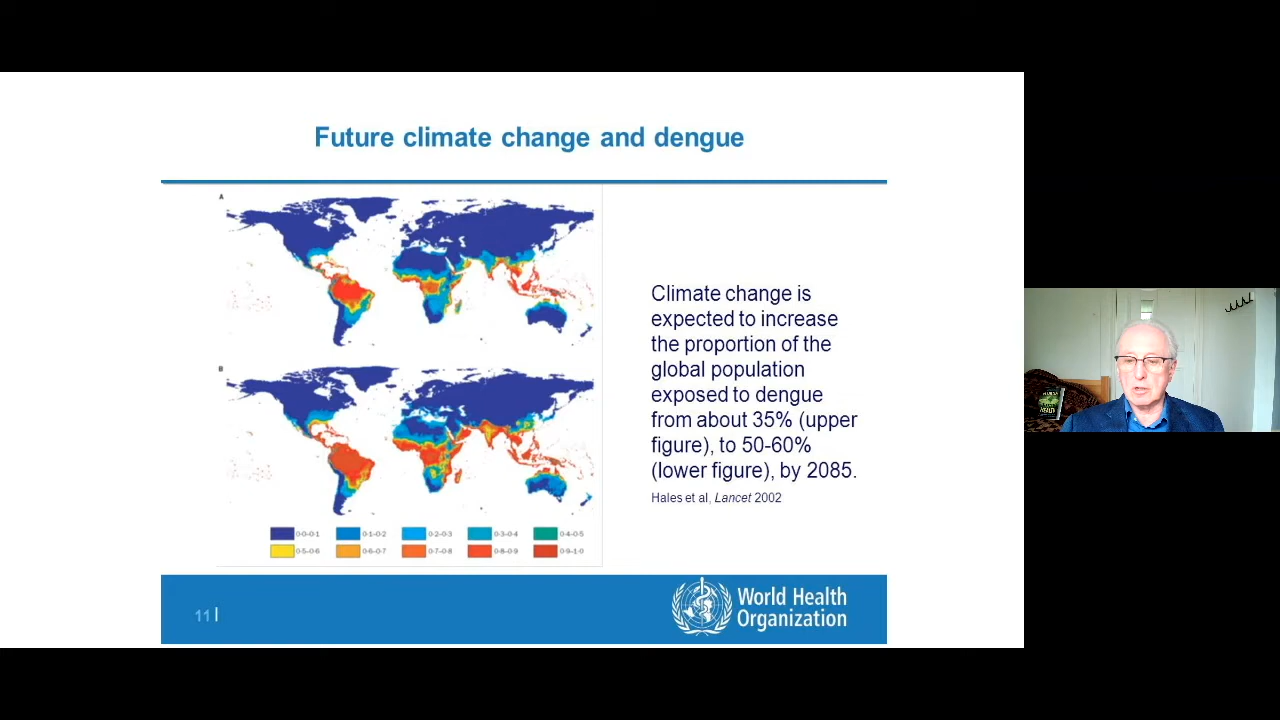 Future climate change and dengue
A
B
Climate change is
expected to increase
the proportion of the
global population
exposed to dengue
from about 35% (upper
figure), to 50-60%
(lower figure), by 2085.
Hales et al, Lancet 2002
0·0-0·1 0·1-0·2 0·2-0·3 0·3-0·4 0·4-0·5
0·5-0·6 0·6-0·7 0·7-0·8 0·8-0·9 0·9-1·0
11 |
World Health
Organization